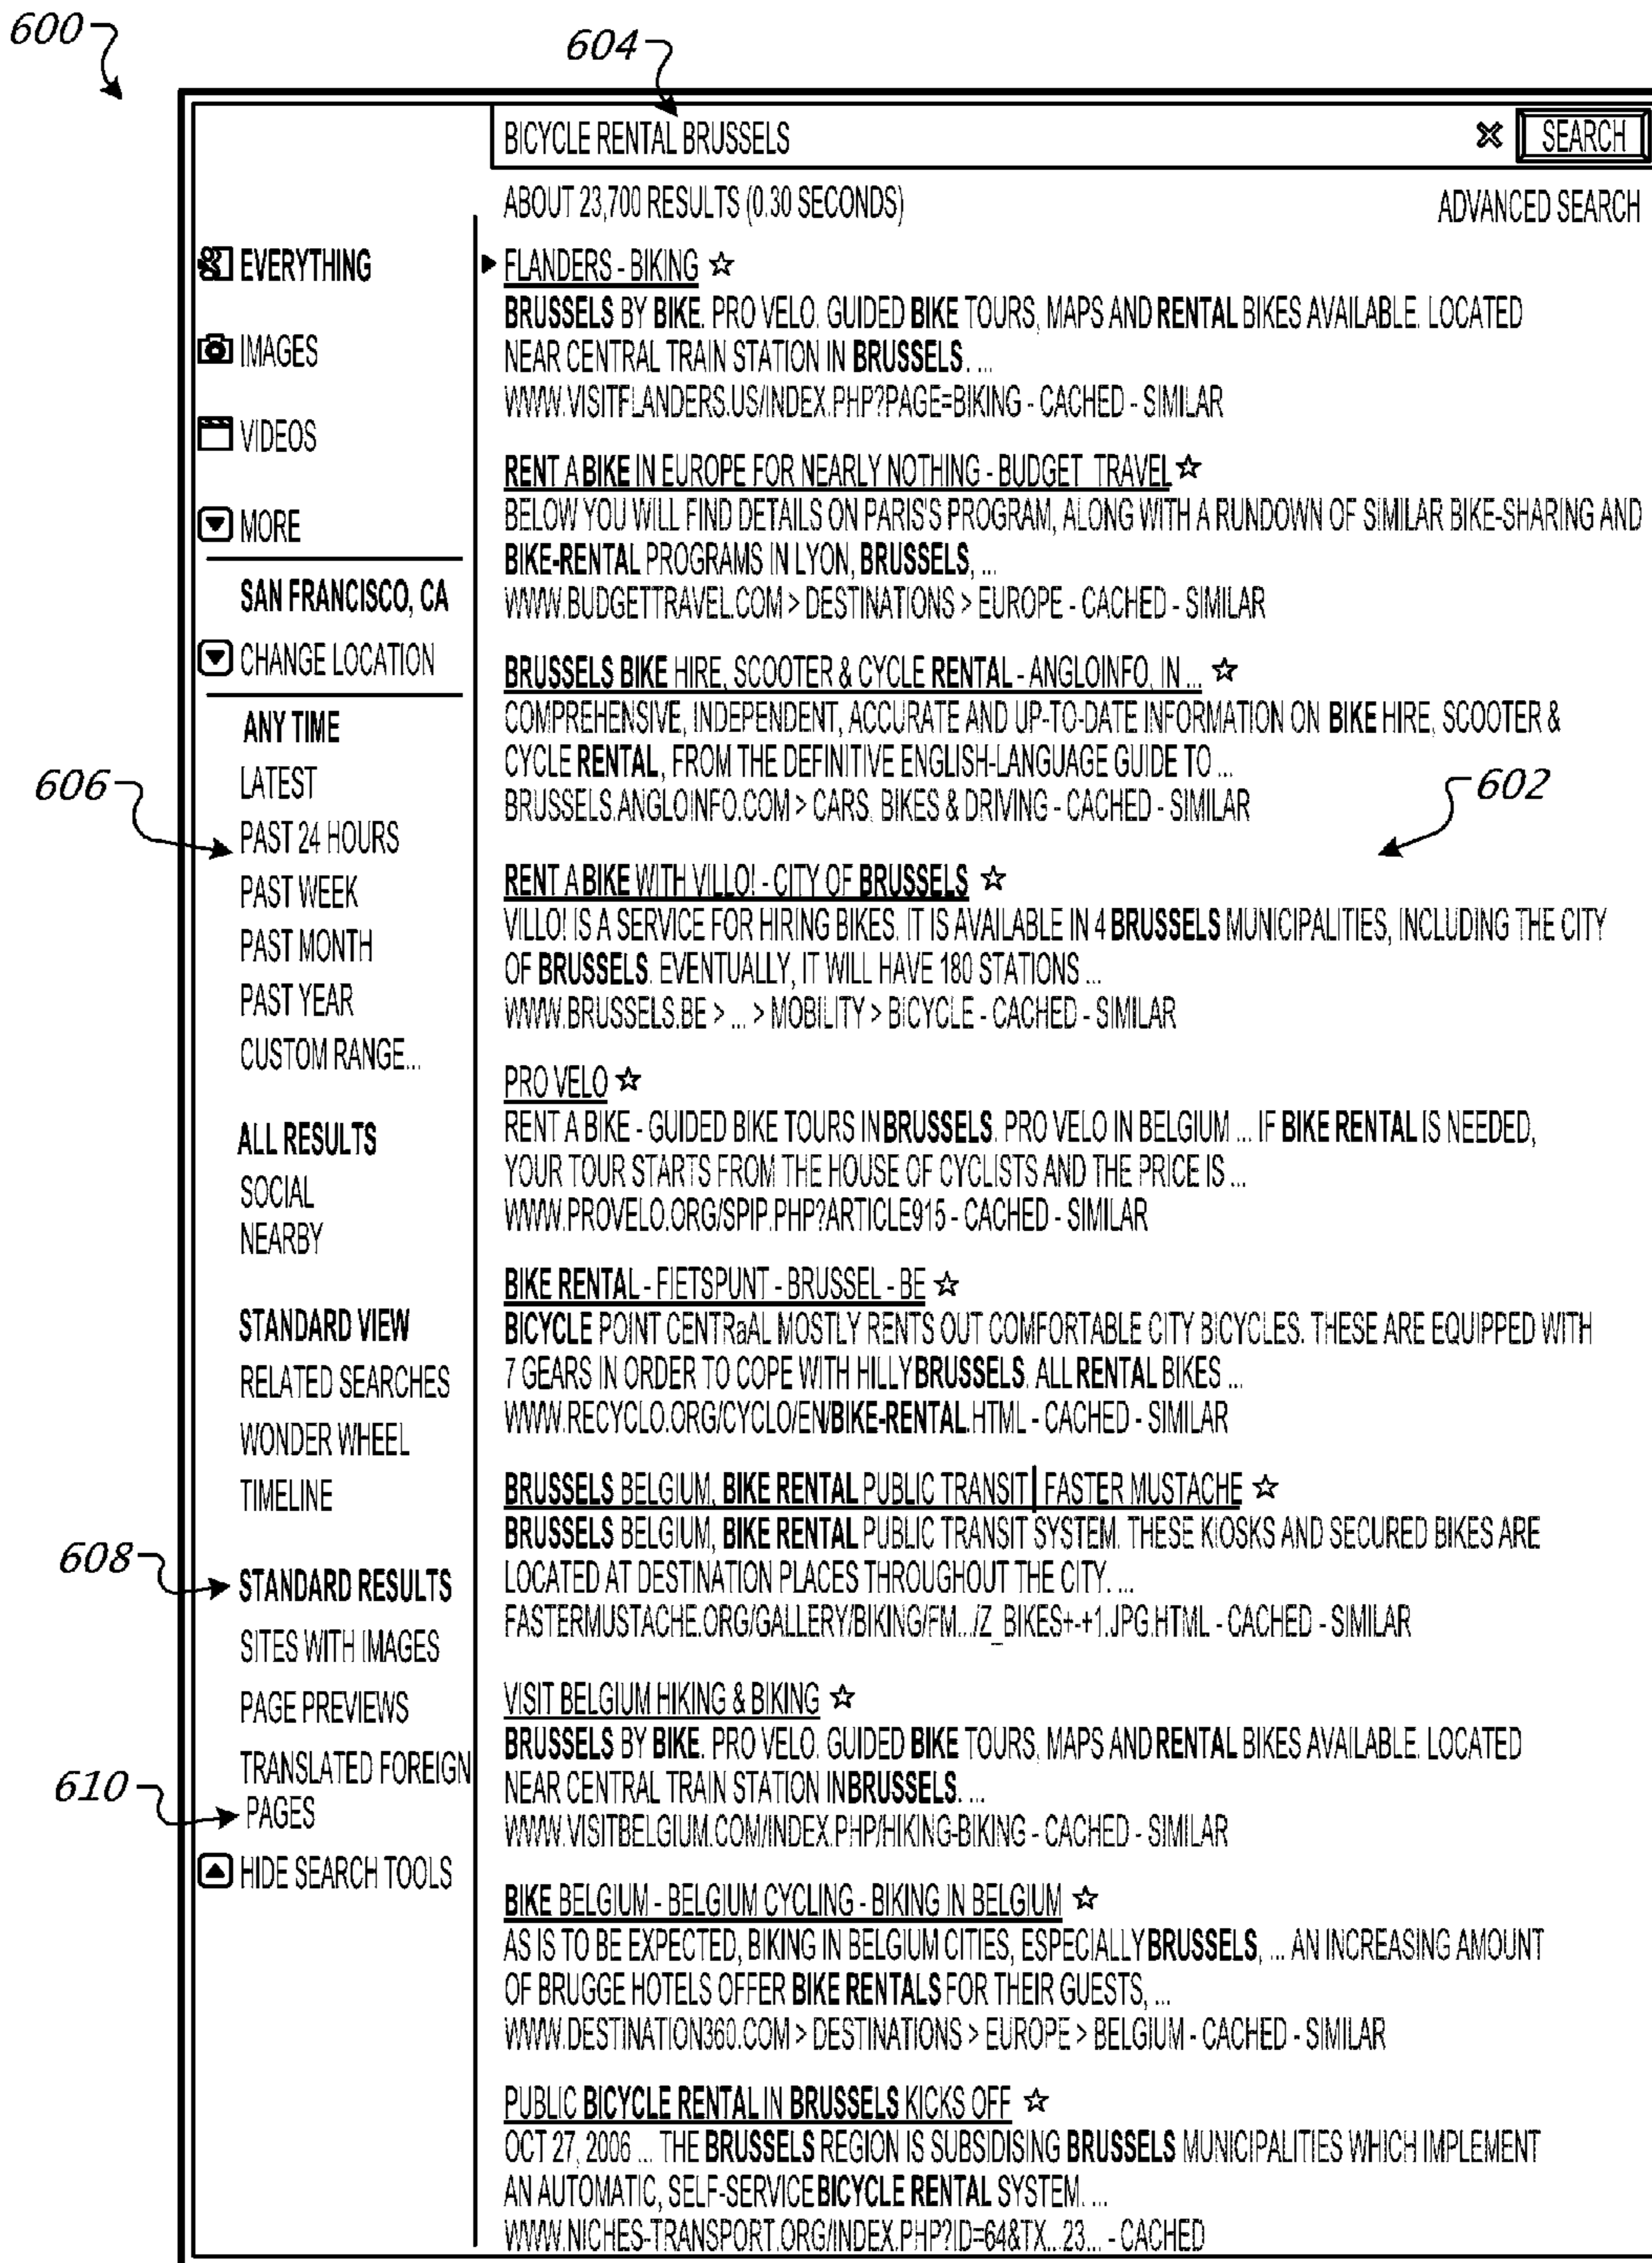 600
604
BICYCLE RENTAL BRUSSELS
SEARCH
ABOUT 23,700 RESULTS (0.30 SECONDS)
ADVANCED SEARCH
EVERYTHING
IMAGES
VIDEOS
MORE
SAN FRANCISCO, CA
CHANGE LOCATION
ANY TIME
LATEST
606
PAST 24 HOURS
PAST WEEK
PAST MONTH
PAST YEAR
CUSTOM RANGE...
ALL RESULTS
SOCIAL
NEARBY
STANDARD VIEW
RELATED SEARCHES
WONDER WHEEL
TIMELINE
608
STANDARD RESULTS
SITES WITH IMAGES
PAGE PREVIEWS
TRANSLATED FOREIGN
610
PAGES
HIDE SEARCH TOOLS
FLANDERS - BIKING
BRUSSELS BY BIKE. PRO VELO. GUIDED BIKE TOURS, MAPS AND RENTAL BIKES AVAILABLE. LOCATED
NEAR CENTRAL TRAIN STATION IN BRUSSELS. ...
WWW.VISITFLANDERS.US/INDEX.PHP?PAGE=BIKING - CACHED - SIMILAR
RENT A BIKE IN EUROPE FOR NEARLY NOTHING - BUDGET TRAVEL
BELOW YOU WILL FIND DETAILS ON PARIS'S PROGRAM, ALONG WITH A RUNDOWN OF SIMILAR BIKE-SHARING AND
BIKE-RENTAL PROGRAMS IN LYON, BRUSSELS, ...
WWW.BUDGETTRAVEL.COM > DESTINATIONS > EUROPE - CACHED - SIMILAR
BRUSSELS BIKE HIRE, SCOOTER & CYCLE RENTAL - ANGLOINFO, IN ...
COMPREHENSIVE, INDEPENDENT, ACCURATE AND UP-TO-DATE INFORMATION ON BIKE HIRE, SCOOTER &
CYCLE RENTAL, FROM THE DEFINITIVE ENGLISH-LANGUAGE GUIDE TO ...
BRUSSELS.ANGLOINFO.COM > CARS, BIKES & DRIVING - CACHED - SIMILAR
602
RENT A BIKE WITH VILLO! - CITY OF BRUSSELS
VILLO! IS A SERVICE FOR HIRING BIKES. IT IS AVAILABLE IN 4 BRUSSELS MUNICIPALITIES, INCLUDING THE CITY
OF BRUSSELS. EVENTUALLY, IT WILL HAVE 180 STATIONS ...
WWW.BRUSSELS.BE > ... > MOBILITY > BICYCLE - CACHED - SIMILAR
PRO VELO
RENT A BIKE - GUIDED BIKE TOURS IN BRUSSELS. PRO VELO IN BELGIUM ... IF BIKE RENTAL IS NEEDED,
YOUR TOUR STARTS FROM THE HOUSE OF CYCLISTS AND THE PRICE IS ...
WWW.PROVELO.ORG/SPIP.PHP?ARTICLE915 - CACHED - SIMILAR
BIKE RENTAL - FIETSPUNT - BRUSSEL - BE
BICYCLE POINT CENTRaAL MOSTLY RENTS OUT COMFORTABLE CITY BICYCLES. THESE ARE EQUIPPED WITH
7 GEARS IN ORDER TO COPE WITH HILLY BRUSSELS. ALL RENTAL BIKES ...
WWW.RECYCLO.ORG/CYCLO/EN/BIKE-RENTAL.HTML - CACHED - SIMILAR
BRUSSELS BELGIUM, BIKE RENTAL PUBLIC TRANSIT | FASTER MUSTACHE
BRUSSELS BELGIUM, BIKE RENTAL PUBLIC TRANSIT SYSTEM. THESE KIOSKS AND SECURED BIKES ARE
LOCATED AT DESTINATION PLACES THROUGHOUT THE CITY. ...
FASTERMUSTACHE.ORG/GALLERY/BIKING/FM.../Z_BIKES+-+1.JPG.HTML - CACHED - SIMILAR
VISIT BELGIUM HIKING & BIKING
BRUSSELS BY BIKE. PRO VELO. GUIDED BIKE TOURS, MAPS AND RENTAL BIKES AVAILABLE. LOCATED
NEAR CENTRAL TRAIN STATION IN BRUSSELS. ...
WWW.VISITBELGIUM.COM/INDEX.PHP/HIKING-BIKING - CACHED - SIMILAR
BIKE BELGIUM - BELGIUM CYCLING - BIKING IN BELGIUM
AS IS TO BE EXPECTED, BIKING IN BELGIUM CITIES, ESPECIALLY BRUSSELS, ... AN INCREASING AMOUNT
OF BRUGGE HOTELS OFFER BIKE RENTALS FOR THEIR GUESTS, ...
WWW.DESTINATION360.COM > DESTINATIONS > EUROPE > BELGIUM - CACHED - SIMILAR
PUBLIC BICYCLE RENTAL IN BRUSSELS KICKS OFF
OCT 27, 2006 ... THE BRUSSELS REGION IS SUBSIDISING BRUSSELS MUNICIPALITIES WHICH IMPLEMENT
AN AUTOMATIC, SELF-SERVICE BICYCLE RENTAL SYSTEM. ...
WWW.NICHES-TRANSPORT.ORG/INDEX.PHP?ID=64&TX...23... - CACHED